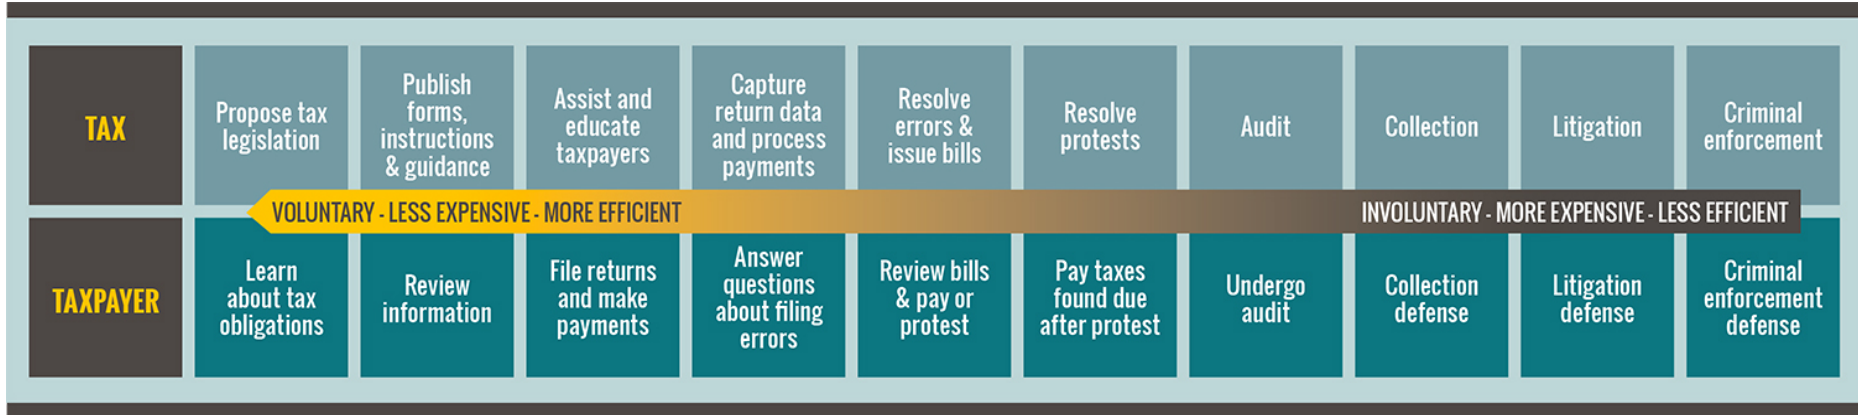 TAX
Propose tax
legislation
Publish
forms,
instructions
& guidance
Assist and
educate
taxpayers
Capture
return data
and process
payments
Resolve
errors &
issue bills
Resolve
protests
Audit
Collection
Litigation
Criminal
enforcement
VOLUNTARY - LESS EXPENSIVE - MORE EFFICIENT
INVOLUNTARY - MORE EXPENSIVE - LESS EFFICIENT
TAXPAYER
Learn
about tax
obligations
Review
information
File returns
and make
payments
Answer
questions
about filing
errors
Review bills
& pay or
protest
Pay taxes
found due
after protest
Undergo
audit
Collection
defense
Litigation
defense
Criminal
enforcement
defense